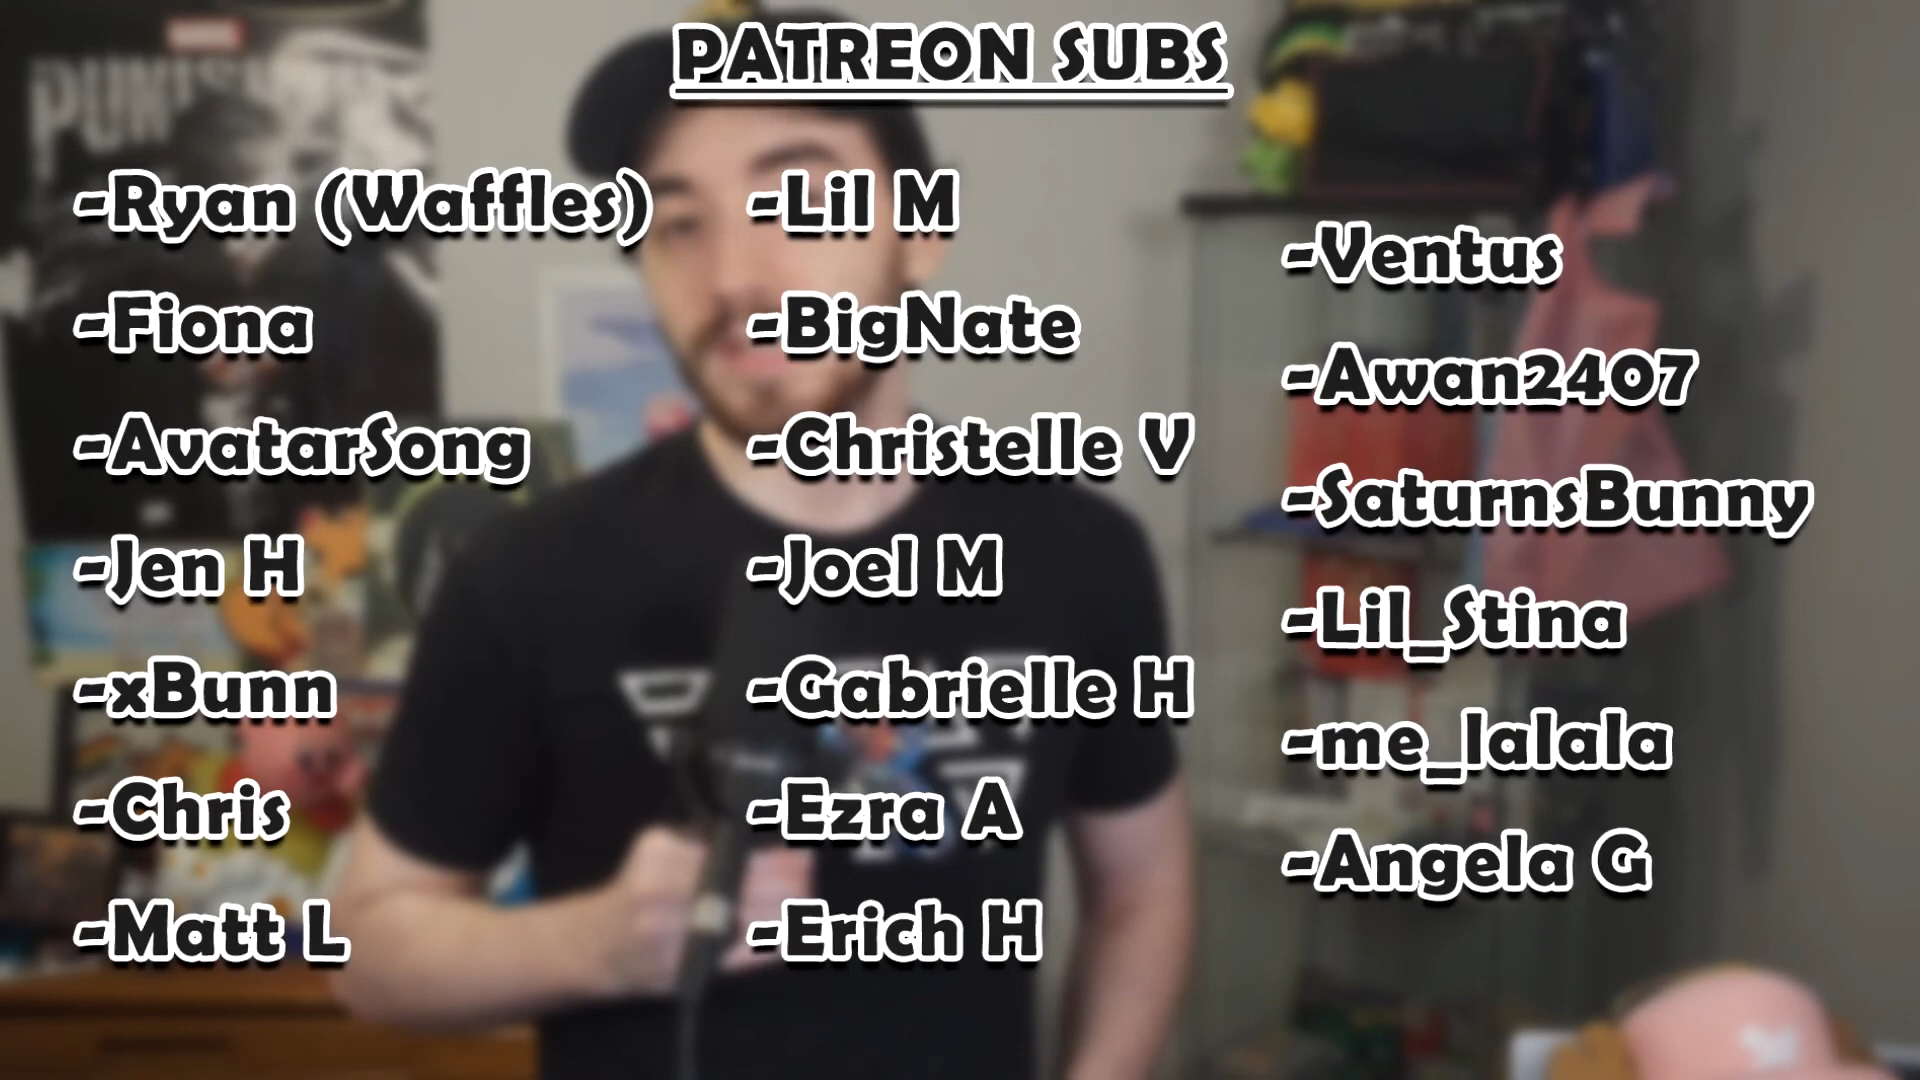 PATREON SUBS
-Ryan (Waffles)
-Fiona
-AvatarSong
-Jen H
-xBunn
-Chris
-Matt L
-Lil M
-BigNate
-Christelle V
-Joel M
-Gabrielle H
-Ezra A
-Erich H
-Ventus
-Awan2407
-SaturnsBunny
-Lil_Stina
-me_lalala
-Angela G
MARVEL